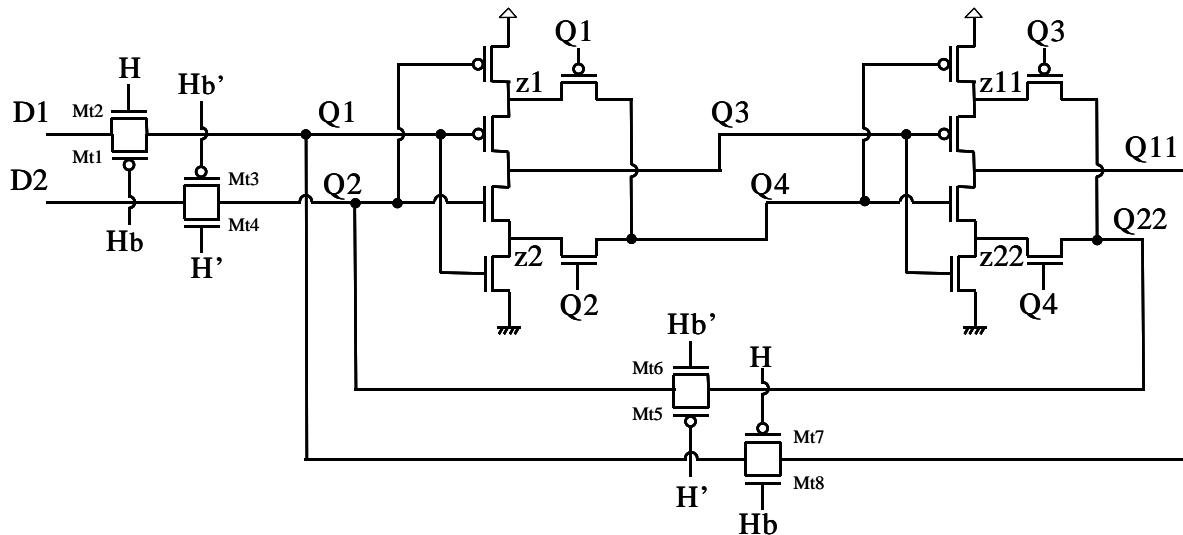 Q1
Q3
H
Hb’
z1
z11
D1
Mt2
Q1
Q3
Q11
Mt1
D2
Mt3
Q2
Q4
Mt4
Q22
Hb
H’
z2
z22
Q2
Q4
Hb’
H
Mt6
Mt5
Mt7
Mt8
H’
Hb